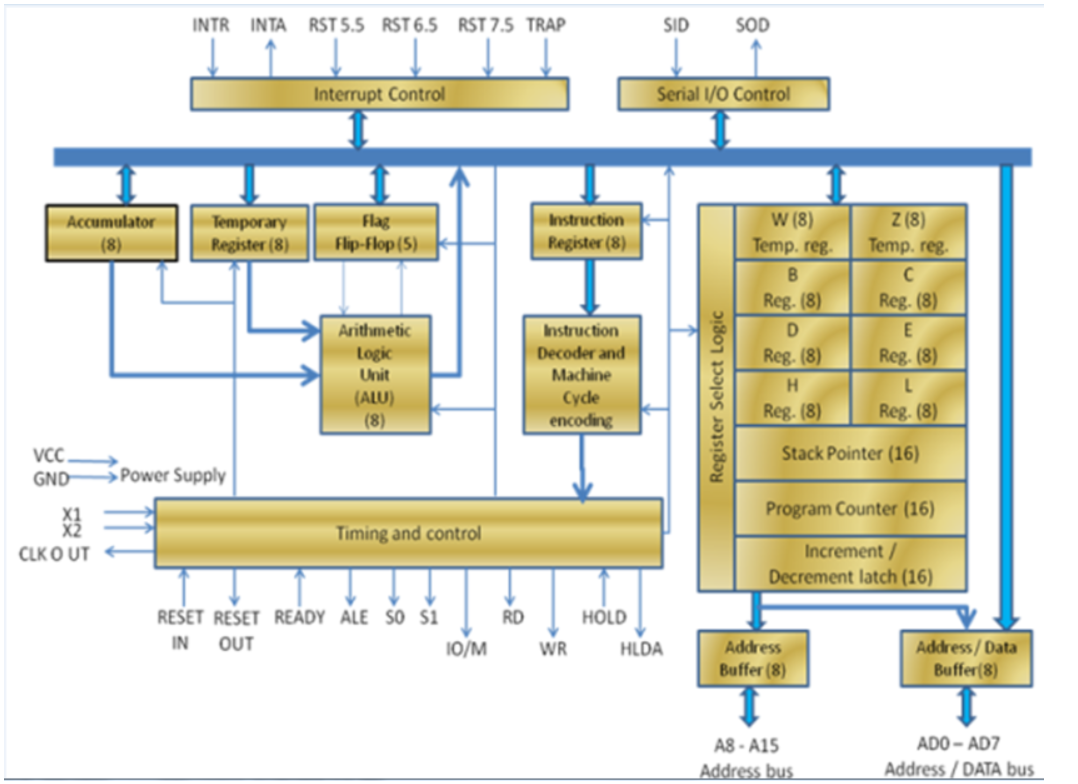 INTR INTA RST 5.5 RST 6.5 RST 7.5 TRAP SID SOD
Interrupt Control
Serial I/O Control
Accumulator
(8)
Temporary
Register (8)
Flag
Flip-Flop (5)
Instruction
Register (8)
Arithmetic
Logic
Unit
(ALU)
(8)
Instruction
Decoder and
Machine
Cycle
encoding
Register Select Logic
W (8)
Temp. reg.
Z (8)
Temp. reg.
B
Reg. (8)
C
Reg. (8)
D
Reg. (8)
E
Reg. (8)
H
Reg. (8)
L
Reg. (8)
Stack Pointer (16)
Program Counter (16)
Increment /
Decrement latch (16)
VCC
GND
Power Supply
X1
X2
CLK O UT
Timing and control
RESET
IN
RESET
OUT
READY
ALE
S0
S1
IO/M
RD
WR
HOLD
HLDA
Address
Buffer (8)
Address / Data
Buffer(8)
A8 - A15
Address bus
AD0 – AD7
Address / DATA bus